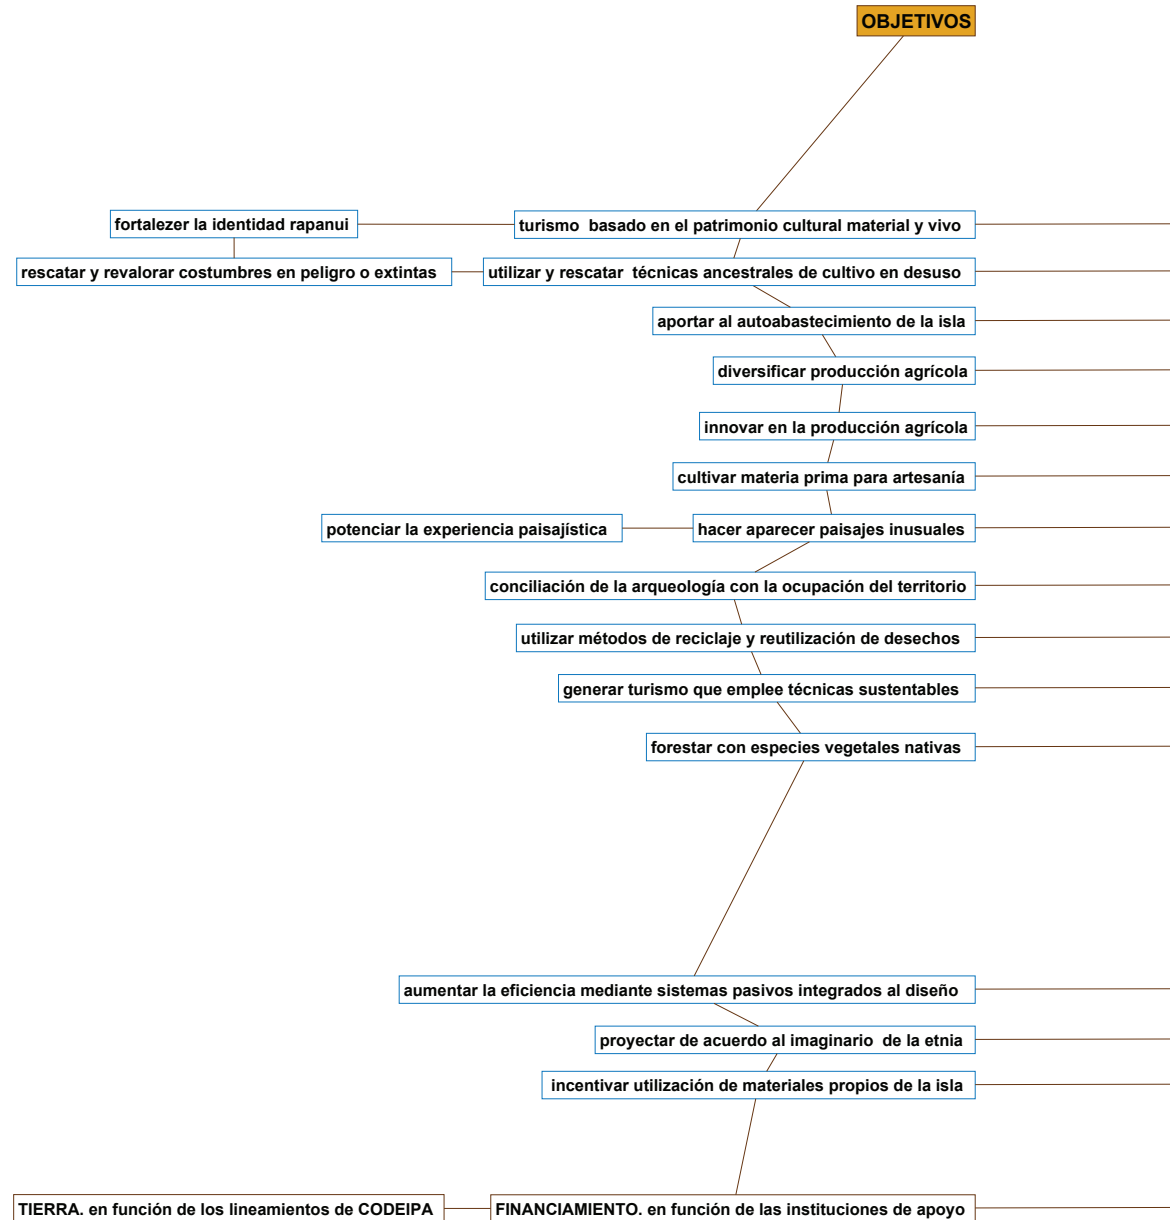 OBJETIVOS
fortalezer la identidad rapanui
turismo basado en el patrimonio cultural material y vivo
rescatar y revalorar costumbres en peligro o extintas
utilizar y rescatar técnicas ancestrales de cultivo en desuso
aportar al autoabastecimiento de la isla
diversificar producción agrícola
innovar en la producción agrícola
cultivar materia prima para artesanía
potenciar la experiencia paisajística
hacer aparecer paisajes inusuales
conciliación de la arqueología con la ocupación del territorio
utilizar métodos de reciclaje y reutilización de desechos
generar turismo que emplee técnicas sustentables
forestar con especies vegetales nativas
aumentar la eficiencia mediante sistemas pasivos integrados al diseño
proyectar de acuerdo al imaginario de la etnia
incentivar utilización de materiales propios de la isla
TIERRA. en función de los lineamientos de CODEIPA
FINANCIAMIENTO. en función de las instituciones de apoyo